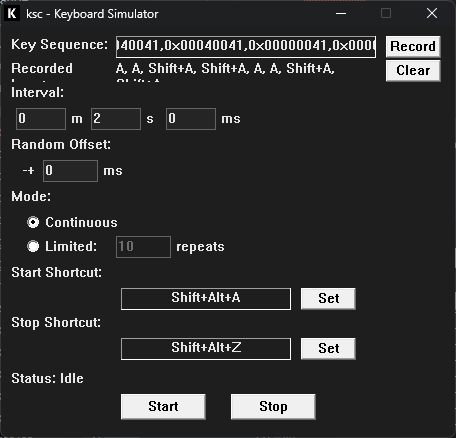 K ksc - Keyboard Simulator
Key Sequence: 040041,0x00040041,0x00000041,0x000 Record
Recorded A, A, Shift+A, Shift+A, A, A, Shift+A, Clear
Shift+A
Interval:
0 m 2 s 0 ms
Random Offset:
-+ 0 ms
Mode:
Continuous
Limited: 10 repeats
Start Shortcut:
Shift+Alt+A Set
Stop Shortcut:
Shift+Alt+Z Set
Status: Idle
Start Stop